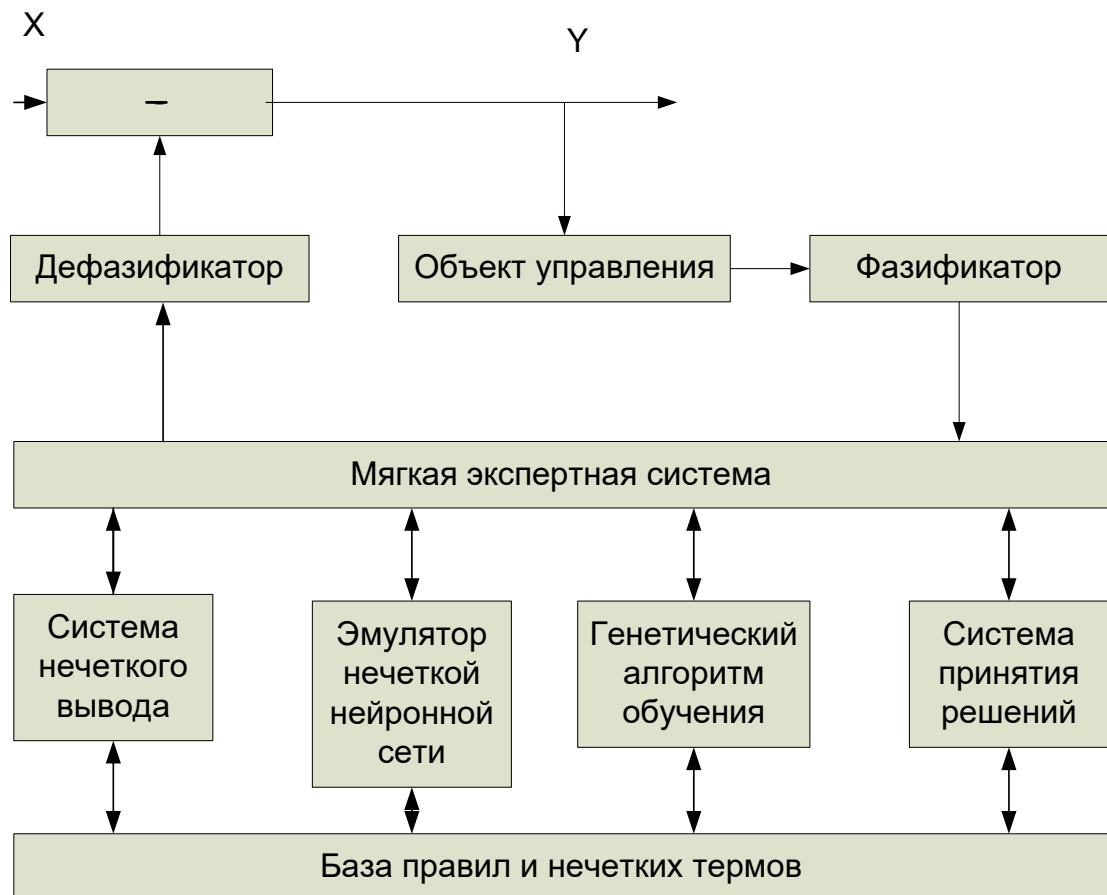 X
Y
–
Дефазификатор
Объект управления
Фазификатор
Мягкая экспертная система
Система
нечеткого
вывода
Эмулятор
нечеткой
нейронной
сети
Генетический
алгоритм
обучения
Система
принятия
решений
База правил и нечетких термов